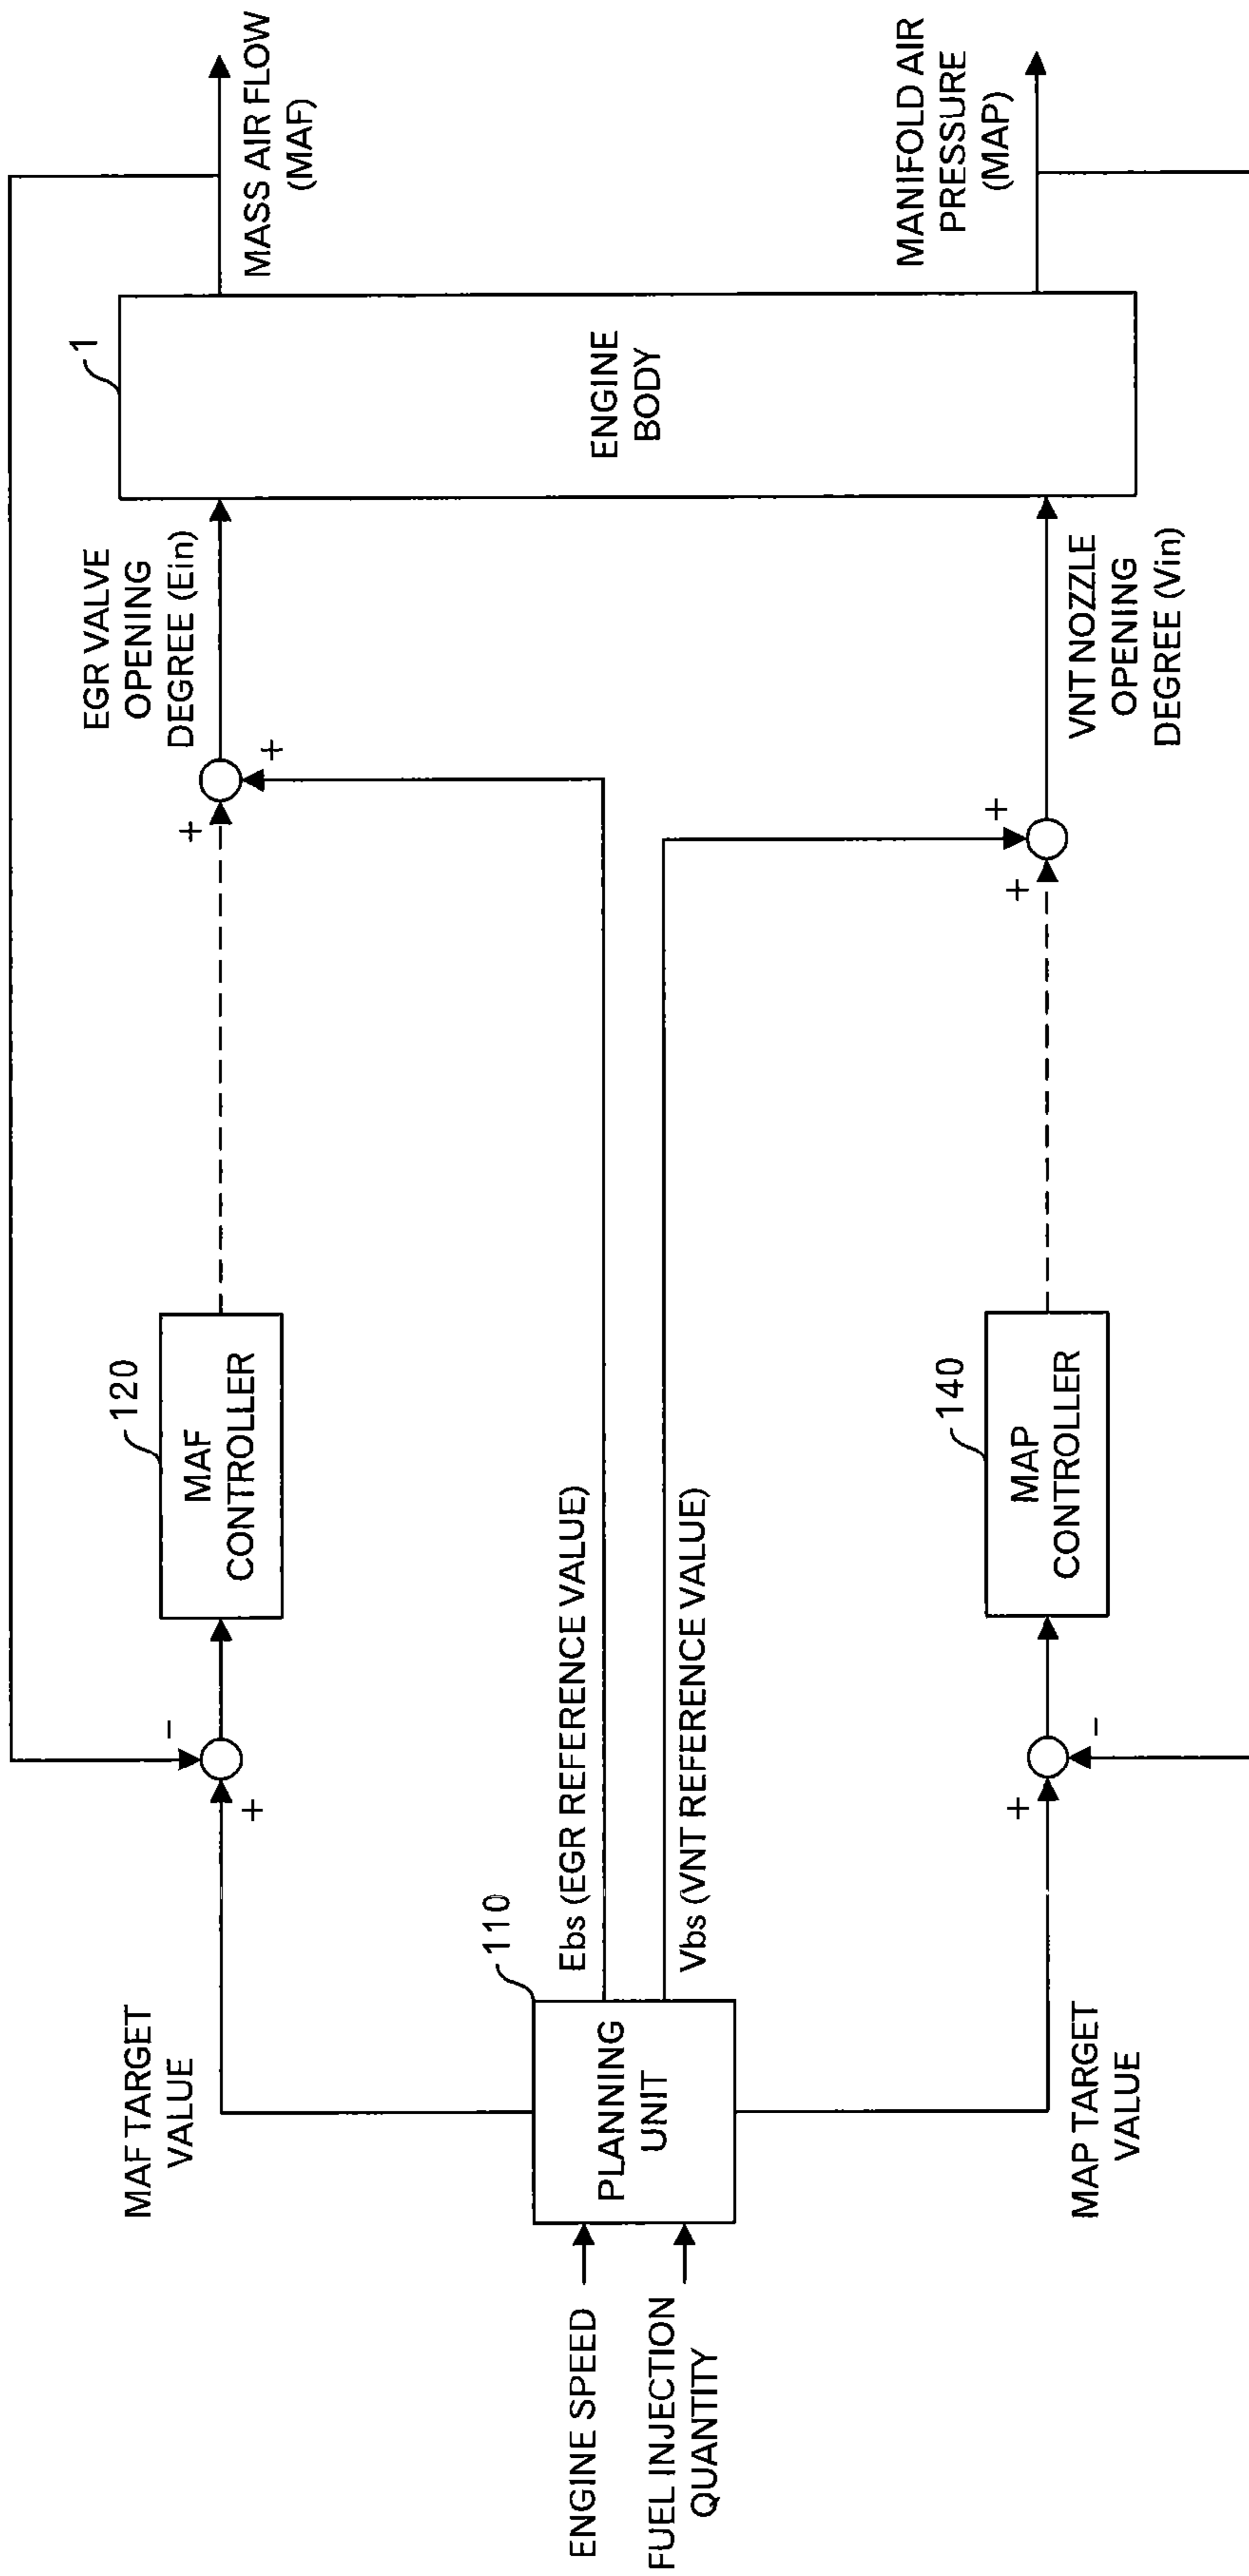 ENGINE SPEED
FUEL INJECTION
QUANTITY
110
PLANNING
UNIT
MAF TARGET
VALUE
MAP TARGET
VALUE
+
-
+
-
Ebs (EGR REFERENCE VALUE)
Vbs (VNT REFERENCE VALUE)
120
MAF
CONTROLLER
140
MAP
CONTROLLER
+
+
+
+
EGR VALVE
OPENING
DEGREE (Ein)
VNT NOZZLE
OPENING
DEGREE (Vin)
1
ENGINE
BODY
MASS AIR FLOW
(MAF)
MANIFOLD AIR
PRESSURE
(MAP)